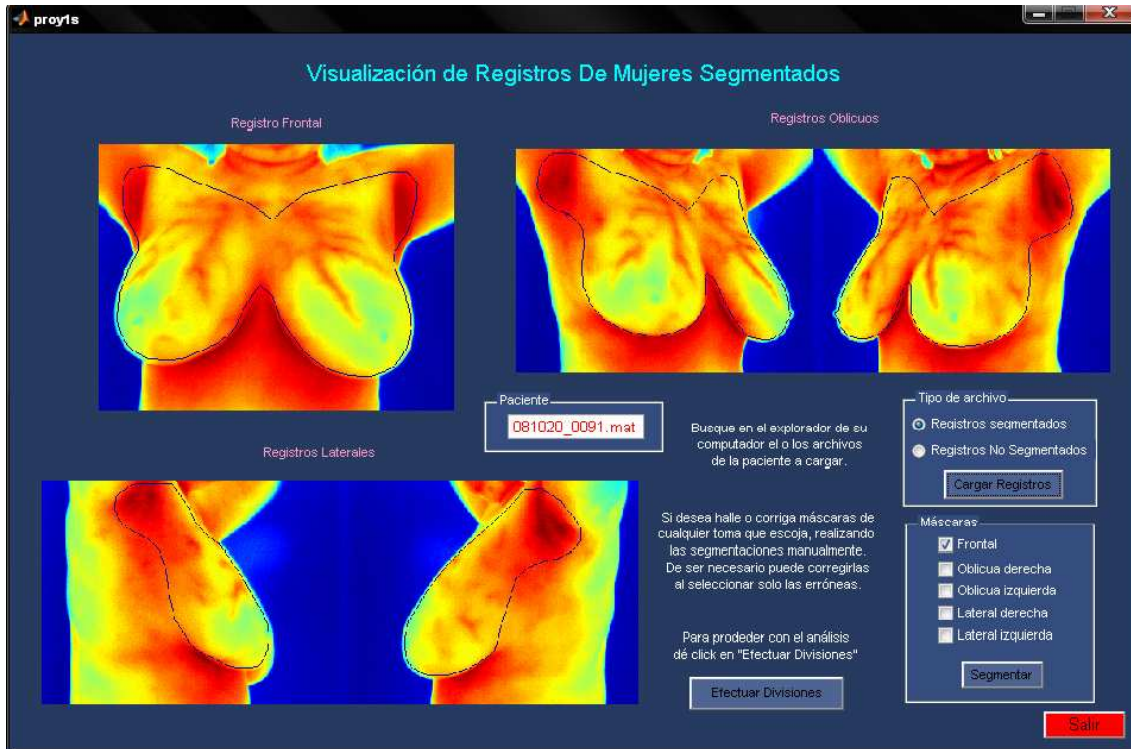 proy1s
Visualización de Registros De Mujeres Segmentados
Registro Frontal
Registros Oblicuos
Paciente
081020_0091.mat
Busque en el explorador de su
computador el o los archivos
de la paciente a cargar.
Tipo de archivo
Registros segmentados
Registros No Segmentados
Cargar Registros
Registros Laterales
Si desea halle o corriga máscaras de
cualquier toma que escoja, realizando
las segmentaciones manualmente.
De ser necesario puede corregirlas
al seleccionar solo las erróneas.
Máscaras
Frontal
Oblicua derecha
Oblicua izquierda
Lateral derecha
Lateral izquierda
Segmentar
Para prodeder con el análisis
dé click en "Efectuar Divisiones"
Efectuar Divisiones
Salir